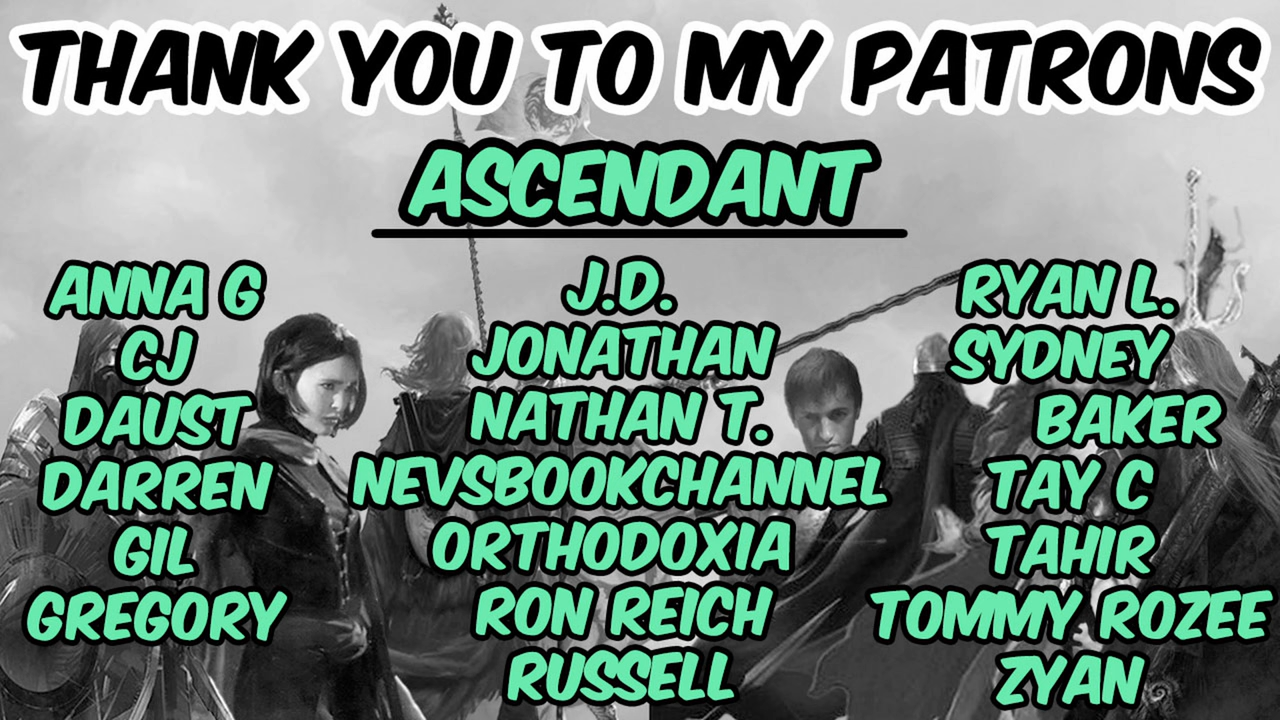 THANK YOU TO MY PATRONS
ASCENDANT
ANNA G
CJ
DAUST
DARREN
GIL
GREGORY
J.D.
JONATHAN
NATHAN T.
NEVSBOOKCHANNEL
ORTHODOXIA
RON REICH
RUSSELL
RYAN L.
SYDNEY
BAKER
TAY C
TAHIR
TOMMY ROZEE
ZYAN